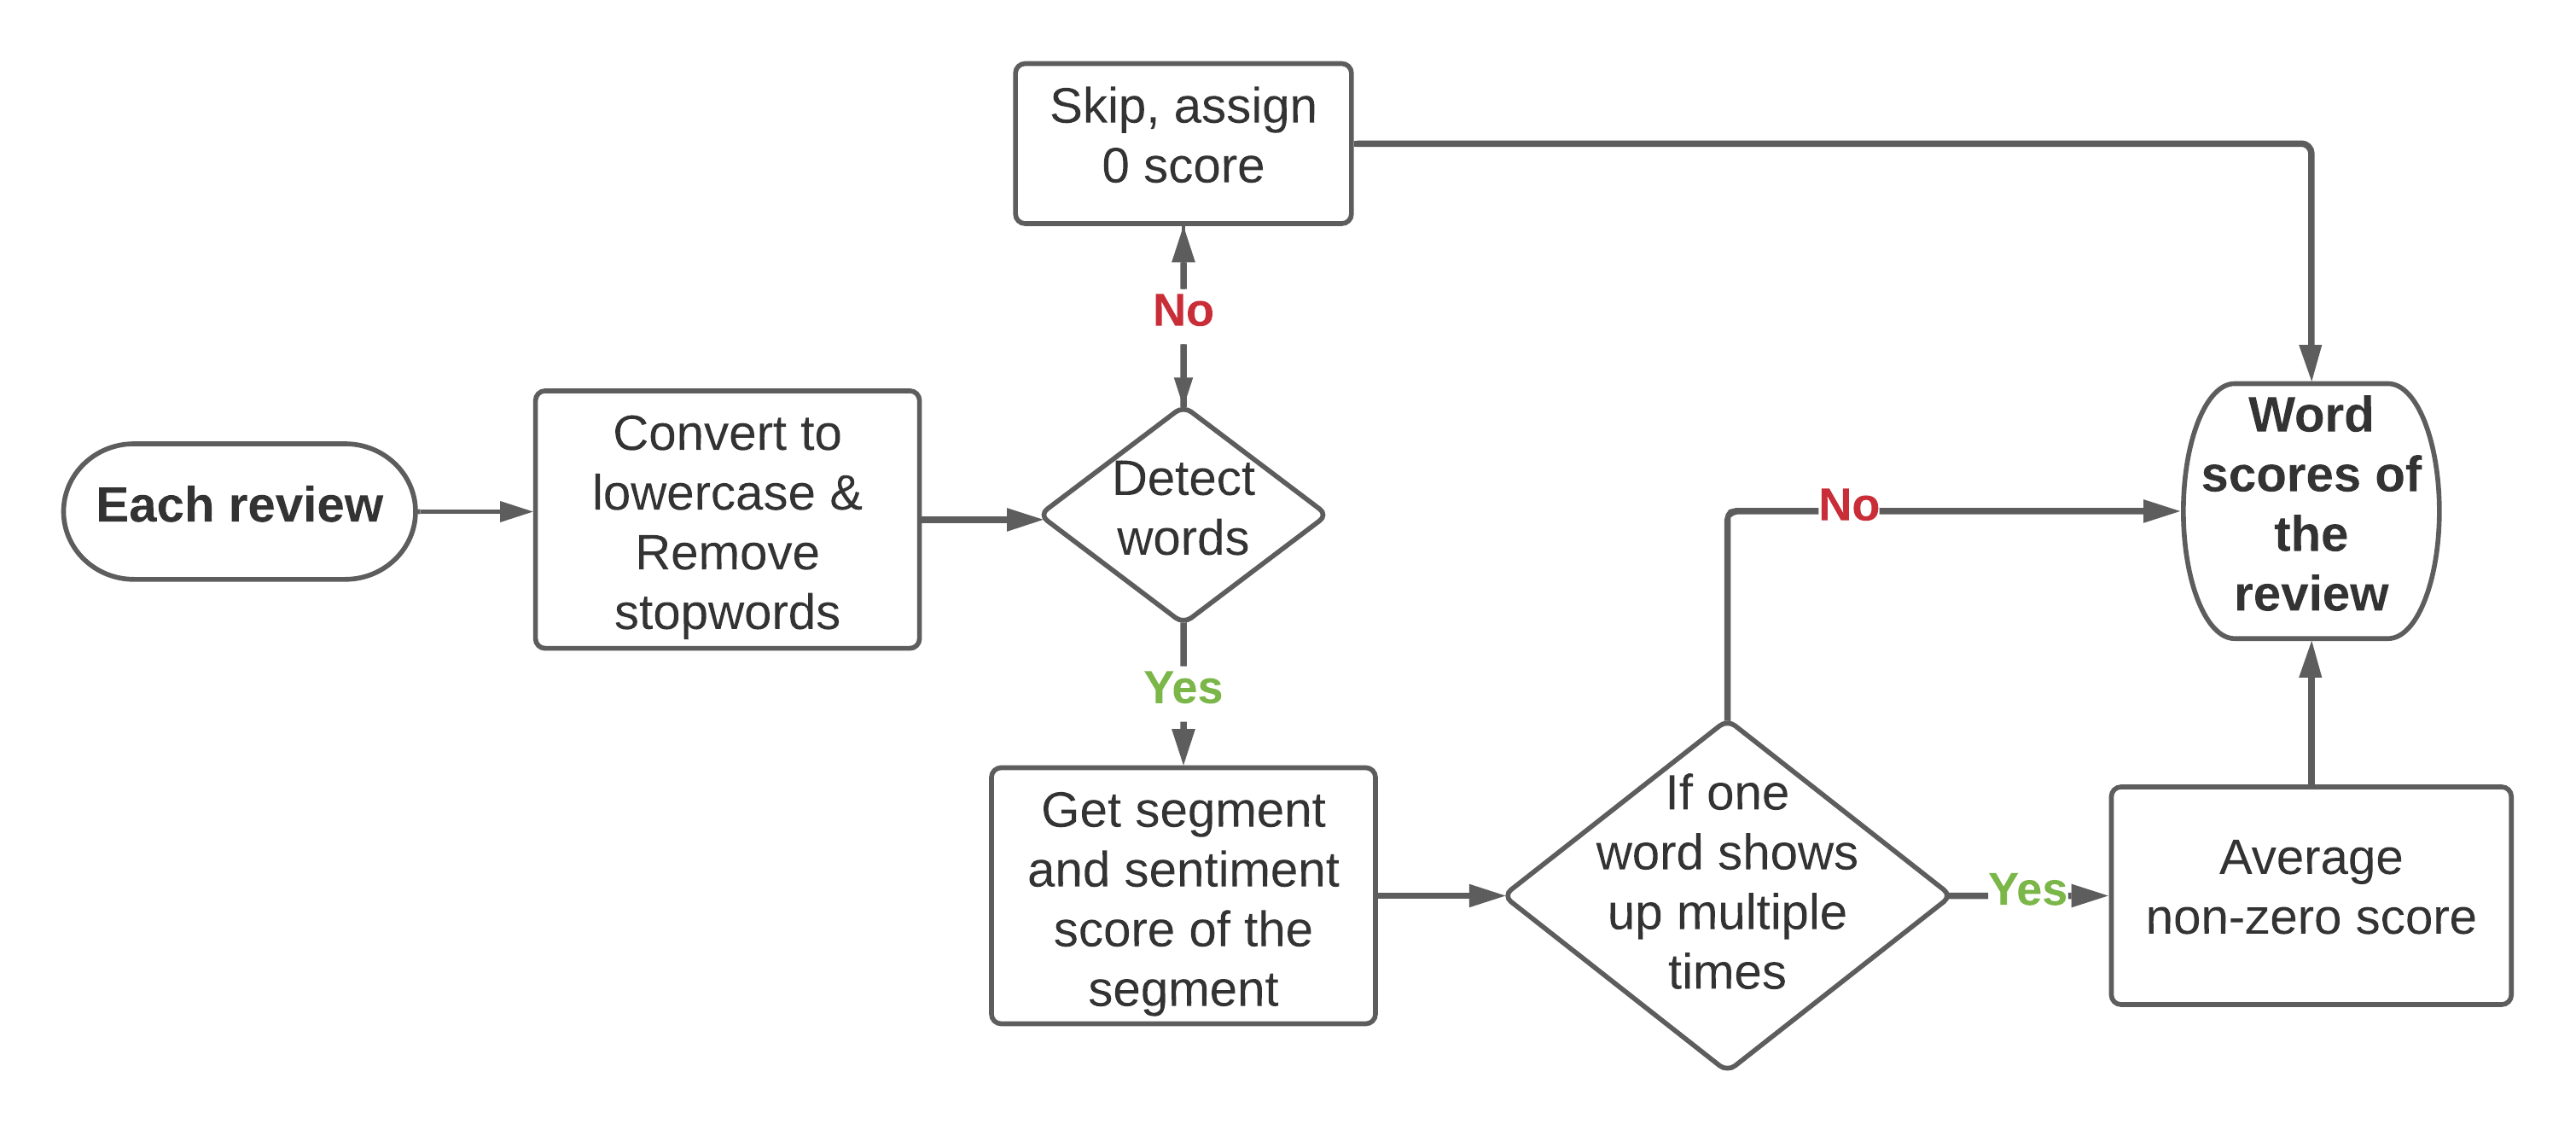 Each review
Convert to
lowercase &
Remove
stopwords
Detect
words
No
Skip, assign
0 score
Yes
Get segment
and sentiment
score of the
segment
If one
word shows
up multiple
times
No
Yes
Average
non-zero score
Word
scores of
the
review